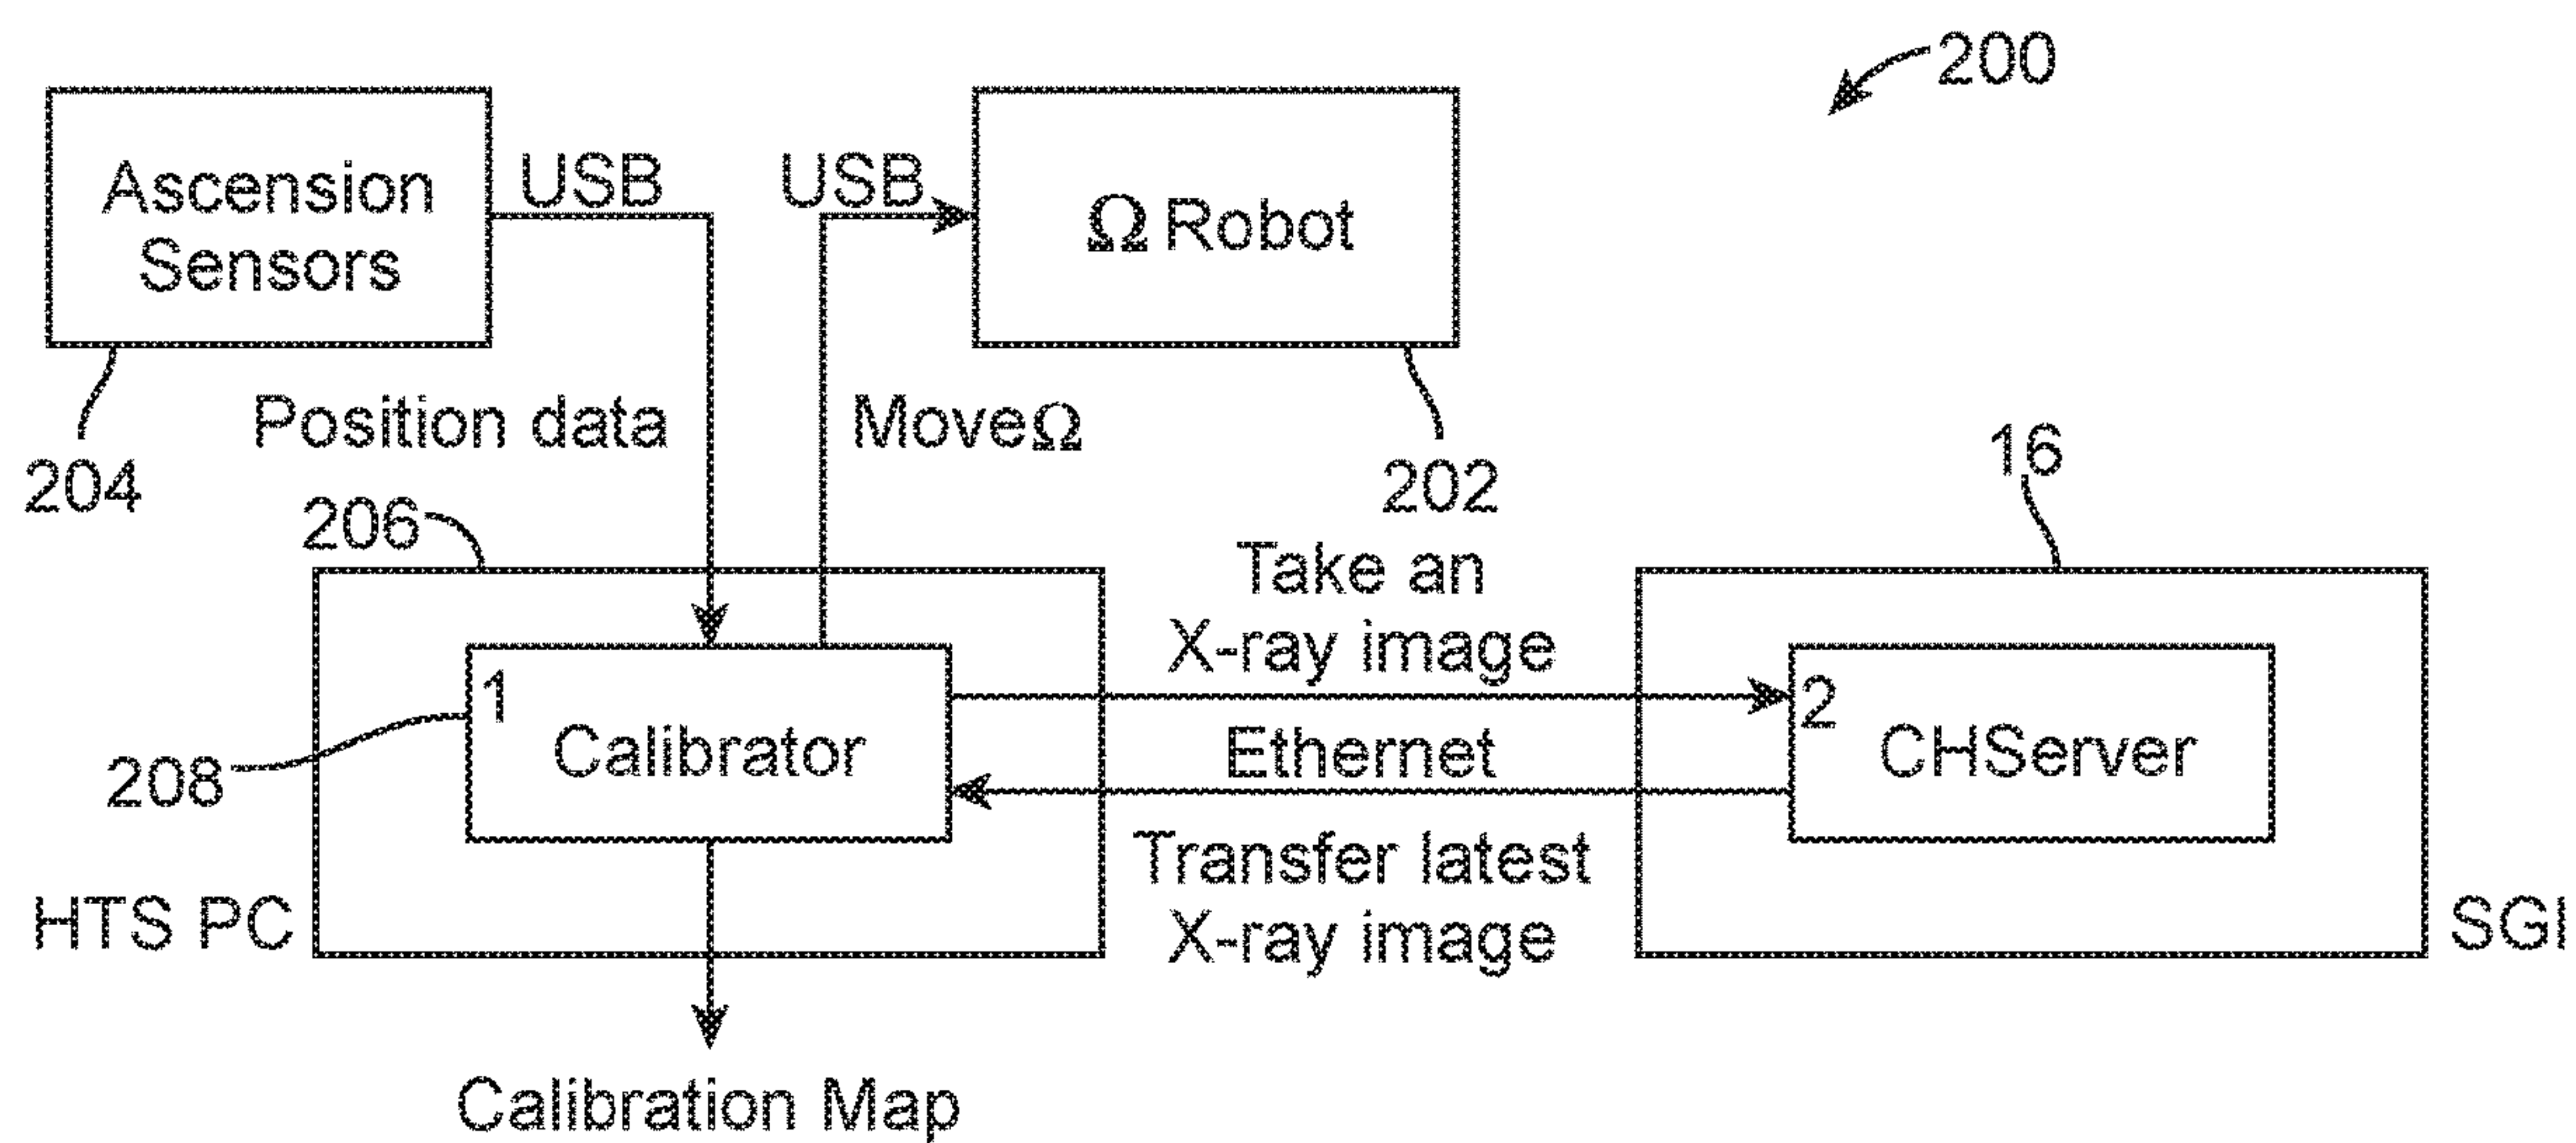 200
Ascension
Sensors
USB
USB
Ω Robot
Position data
MoveΩ
204
202
16
206
Take an
X-ray image
1
Calibrator
208
Ethernet
2
CHServer
Transfer latest
X-ray image
HTS PC
SGI
Calibration Map